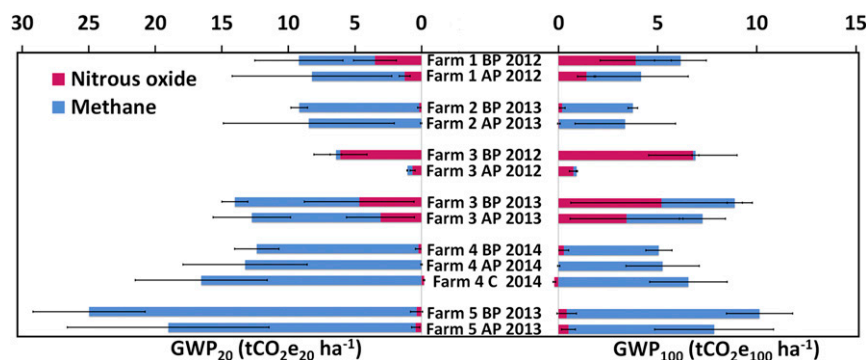 20 15 10 5 0 0 5 10 15
30 25
Nitrous oxide
Methane
Farm 1 BP 2012
Farm 1 AP 2012
Farm 2 BP 2013
Farm 2 AP 2013
Farm 3 BP 2012
Farm 3 AP 2012
Farm 3 BP 2013
Farm 3 AP 2013
Farm 4 BP 2014
Farm 4 AP 2014
Farm 4 C 2014
Farm 5 BP 2013
Farm 5 AP 2013
GWP₂₀ (tCO₂e₂₀ ha⁻¹) GWP₁₀₀ (tCO₂e₁₀₀ ha⁻¹)